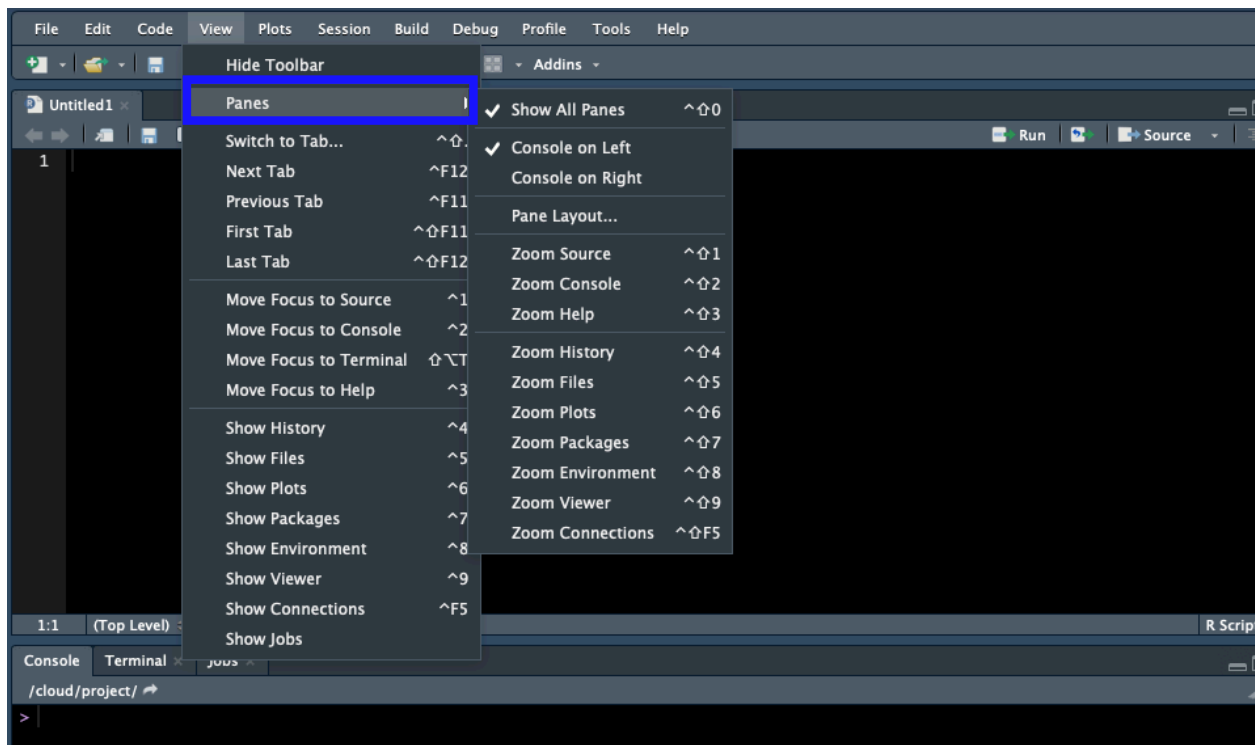 File Edit Code View Plots Session Build Debug Profile Tools Help
Addins
Untitled1
Run Source
1
Hide Toolbar
Panes
Switch to Tab... ^⇧.
Next Tab ^F12
Previous Tab ^F11
First Tab ^⇧F11
Last Tab ^⇧F12
Move Focus to Source ^1
Move Focus to Console ^2
Move Focus to Terminal ⇧⌥T
Move Focus to Help ^3
Show History ^4
Show Files ^5
Show Plots ^6
Show Packages ^7
Show Environment ^8
Show Viewer ^9
Show Connections ^F5
Show Jobs
Show All Panes ^⇧0
Console on Left
Console on Right
Pane Layout...
Zoom Source ^⇧1
Zoom Console ^⇧2
Zoom Help ^⇧3
Zoom History ^⇧4
Zoom Files ^⇧5
Zoom Plots ^⇧6
Zoom Packages ^⇧7
Zoom Environment ^⇧8
Zoom Viewer ^⇧9
Zoom Connections ^⇧F5
1:1 (Top Level) R Scrip
Console Terminal Jobs
/cloud/project/
>